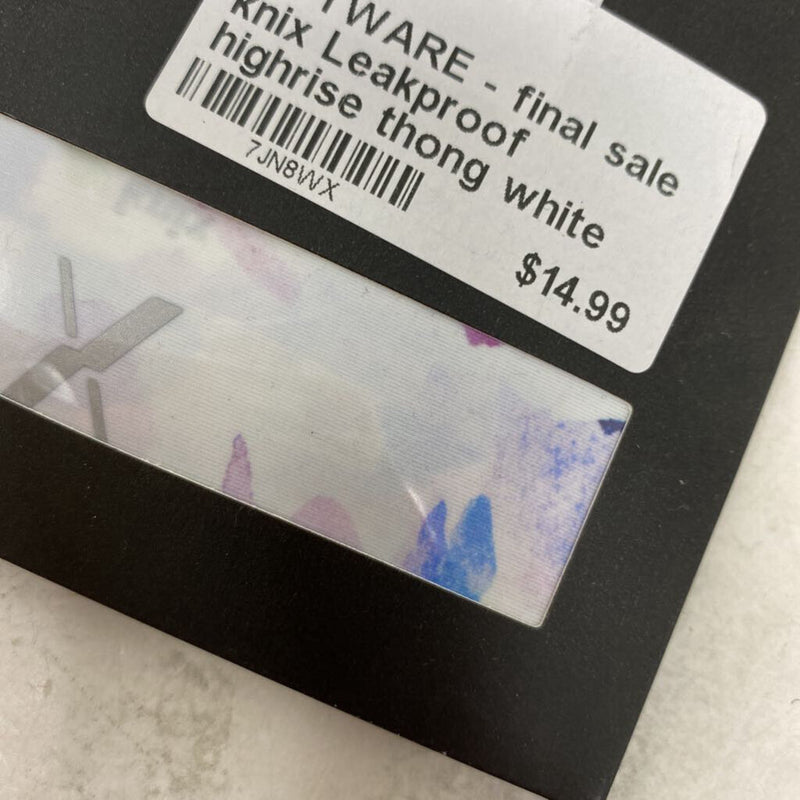 TWARE - final sale
Knix Leakproof
highrise thong white
7JN8WX
$14.99